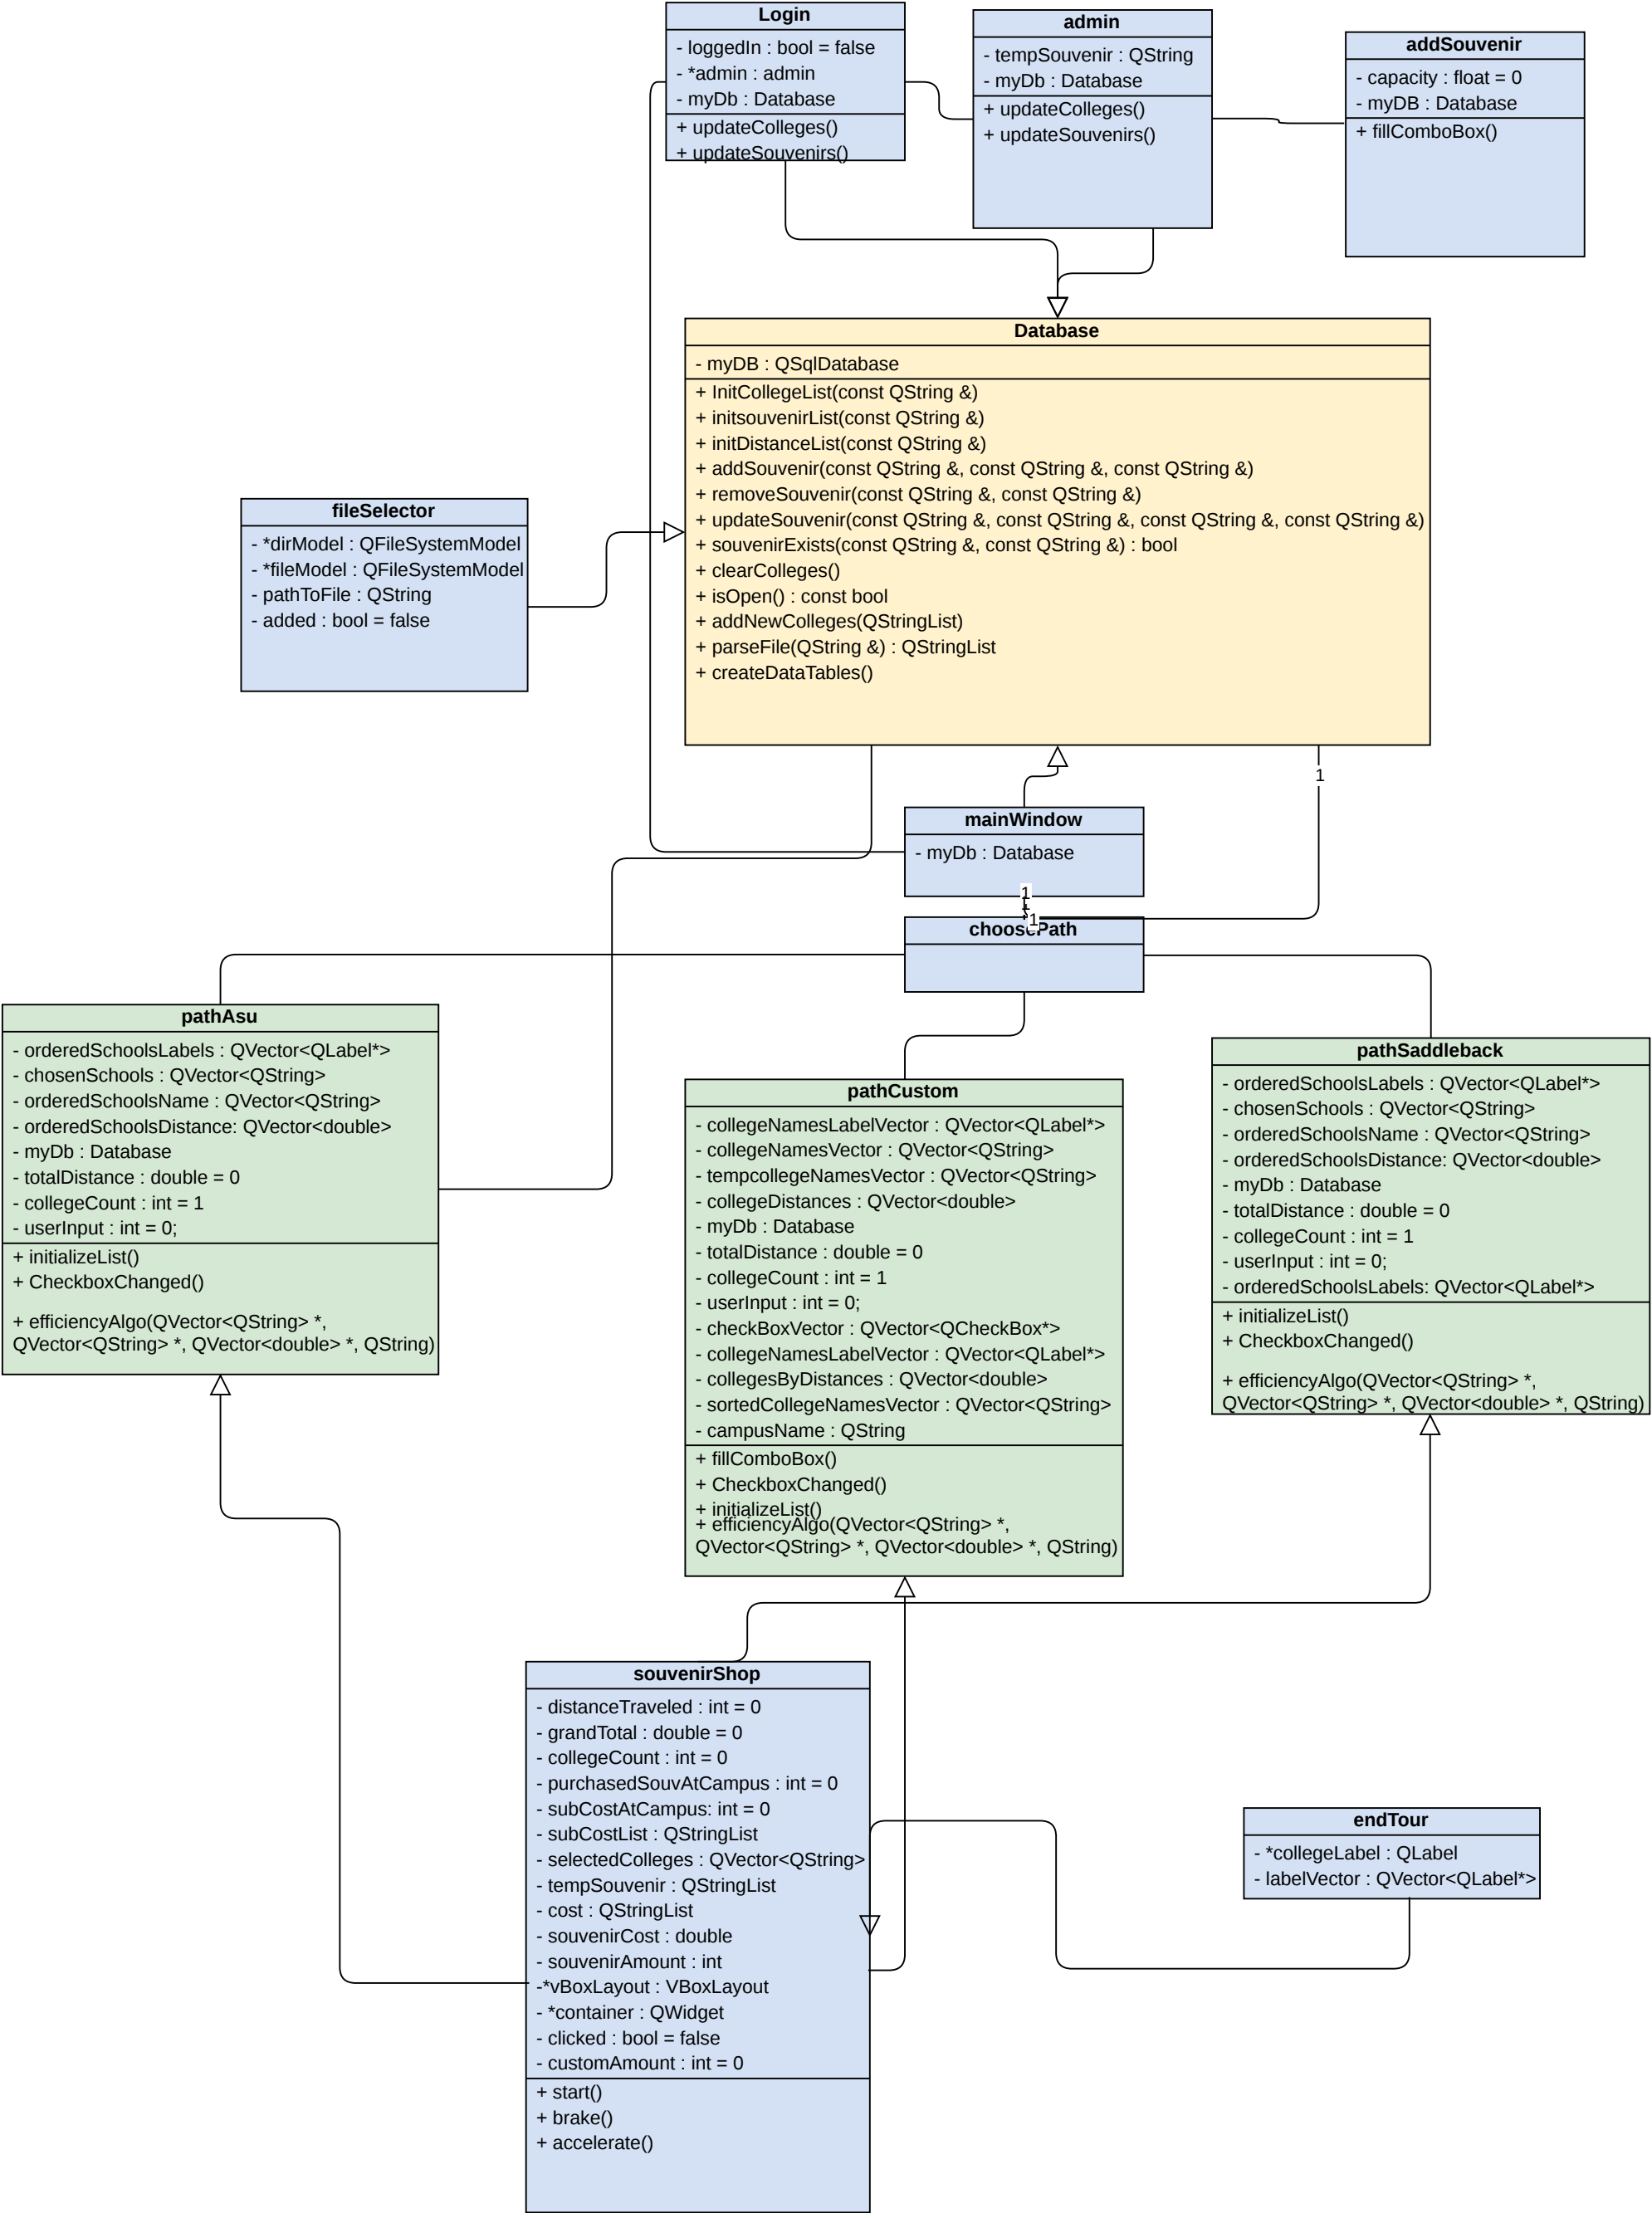 Login
- loggedIn : bool = false
- *admin : admin
- myDb : Database
+ updateColleges()
+ updateSouvenirs()
admin
- tempSouvenir : QString
- myDb : Database
+ updateColleges()
+ updateSouvenirs()
addSouvenir
- capacity : float = 0
- myDB : Database
+ fillComboBox()
Database
- myDB : QSqlDatabase
+ InitCollegeList(const QString &)
+ initsouvenirList(const QString &)
+ initDistanceList(const QString &)
+ addSouvenir(const QString &, const QString &, const QString &)
+ removeSouvenir(const QString &, const QString &)
+ updateSouvenir(const QString &, const QString &, const QString &, const QString &)
+ souvenirExists(const QString &, const QString &) : bool
+ clearColleges()
+ isOpen() : const bool
+ addNewColleges(QStringList)
+ parseFile(QString &) : QStringList
+ createDataTables()
fileSelector
- *dirModel : QFileSystemModel
- *fileModel : QFileSystemModel
- pathToFile : QString
- added : bool = false
1
mainWindow
- myDb : Database
1
1
1
choosePath
pathAsu
- orderedSchoolsLabels : QVector<QLabel*>
- chosenSchools : QVector<QString>
- orderedSchoolsName : QVector<QString>
- orderedSchoolsDistance: QVector<double>
- myDb : Database
- totalDistance : double = 0
- collegeCount : int = 1
- userInput : int = 0;
+ initializeList()
+ CheckboxChanged()
+ efficiencyAlgo(QVector<QString> *,
QVector<QString> *, QVector<double> *, QString)
pathCustom
- collegeNamesLabelVector : QVector<QLabel*>
- collegeNamesVector : QVector<QString>
- tempcollegeNamesVector : QVector<QString>
- collegeDistances : QVector<double>
- myDb : Database
- totalDistance : double = 0
- collegeCount : int = 1
- userInput : int = 0;
- checkBoxVector : QVector<QCheckBox*>
- collegeNamesLabelVector : QVector<QLabel*>
- collegesByDistances : QVector<double>
- sortedCollegeNamesVector : QVector<QString>
- campusName : QString
+ fillComboBox()
+ CheckboxChanged()
+ initializeList()
+ efficiencyAlgo(QVector<QString> *,
QVector<QString> *, QVector<double> *, QString)
pathSaddleback
- orderedSchoolsLabels : QVector<QLabel*>
- chosenSchools : QVector<QString>
- orderedSchoolsName : QVector<QString>
- orderedSchoolsDistance: QVector<double>
- myDb : Database
- totalDistance : double = 0
- collegeCount : int = 1
- userInput : int = 0;
- orderedSchoolsLabels: QVector<QLabel*>
+ initializeList()
+ CheckboxChanged()
+ efficiencyAlgo(QVector<QString> *,
QVector<QString> *, QVector<double> *, QString)
souvenirShop
- distanceTraveled : int = 0
- grandTotal : double = 0
- collegeCount : int = 0
- purchasedSouvAtCampus : int = 0
- subCostAtCampus: int = 0
- subCostList : QStringList
- selectedColleges : QVector<QString>
- tempSouvenir : QStringList
- cost : QStringList
- souvenirCost : double
- souvenirAmount : int
-*vBoxLayout : VBoxLayout
- *container : QWidget
- clicked : bool = false
- customAmount : int = 0
+ start()
+ brake()
+ accelerate()
endTour
- *collegeLabel : QLabel
- labelVector : QVector<QLabel*>